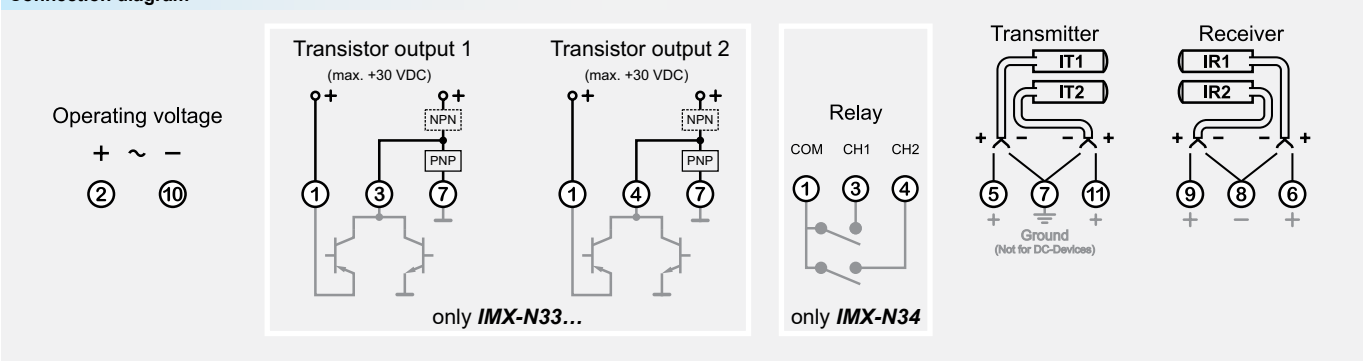 Connection diagram
Operating voltage
+ ~ −
2 10
Transistor output 1
(max. +30 VDC)
+ +
NPN
PNP
1 3 7
Transistor output 2
(max. +30 VDC)
+ +
NPN
PNP
1 4 7
only IMX-N33...
Relay
COM CH1 CH2
1 3 4
only IMX-N34
Transmitter
IT1
IT2
+ − − +
5 7 11
+ +
Ground
(Not for DC-Devices)
Receiver
IR1
IR2
+ − − +
9 8 6
+ − +